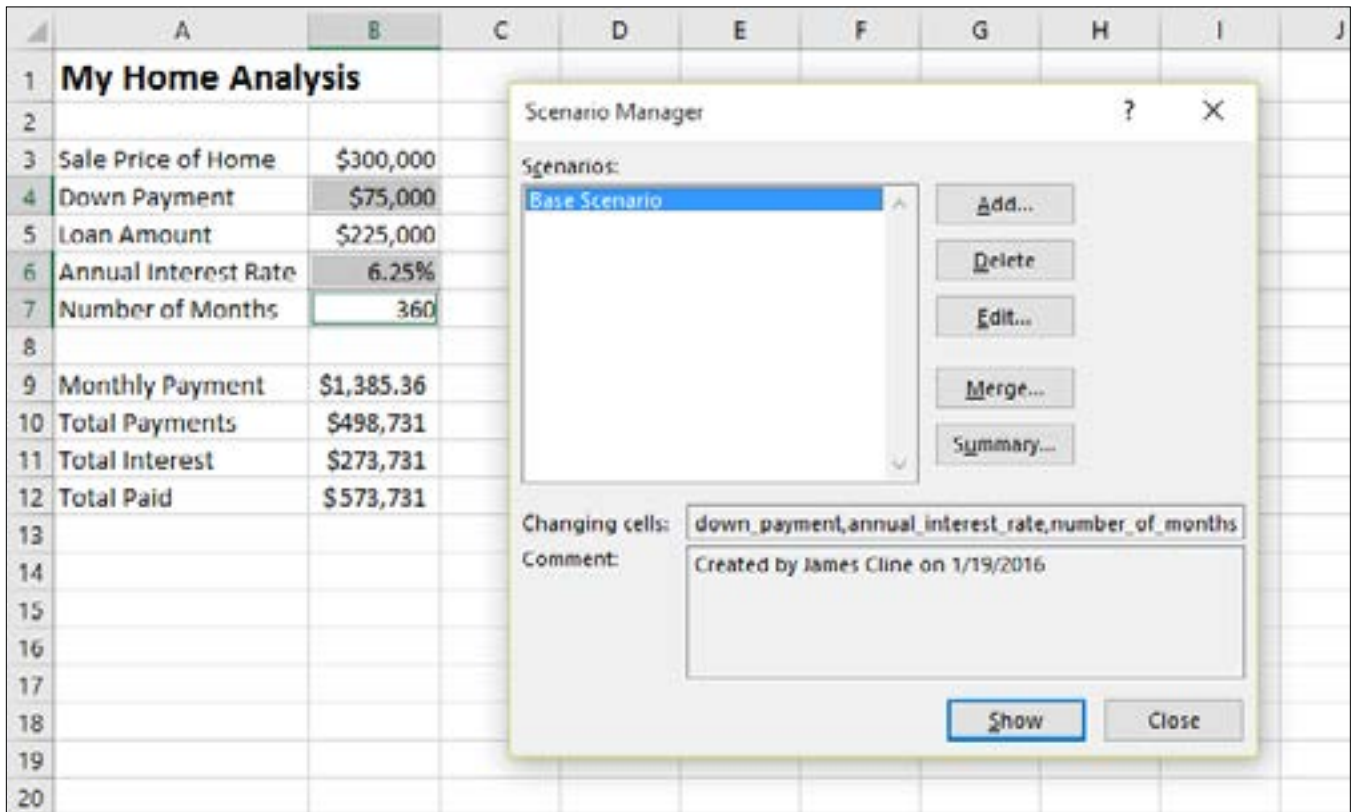 A B C D E F G H I J
1 My Home Analysis
2
3 Sale Price of Home $300,000
4 Down Payment $75,000
5 Loan Amount $225,000
6 Annual Interest Rate 6.25%
7 Number of Months 360
8
9 Monthly Payment $1,385.36
10 Total Payments $498,731
11 Total Interest $273,731
12 Total Paid $573,731
13
14
15
16
17
18
19
20
Scenario Manager ? X
Scenarios:
Base Scenario
Add...
Delete
Edit...
Merge...
Summary...
Changing cells: down_payment,annual_interest_rate,number_of_months
Comment: Created by James Cline on 1/19/2016
Show Close